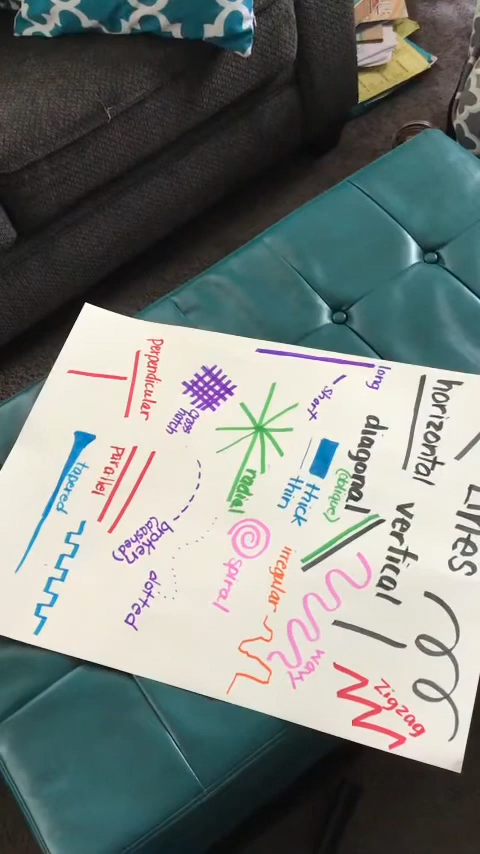 Lines
horizontal
vertical
zigzag
long
short
diagonal
(oblique)
thick
thin
wavy
cross
hatch
radial
irregular
spiral
perpendicular
parallel
broken
(dashed)
dotted
tapered